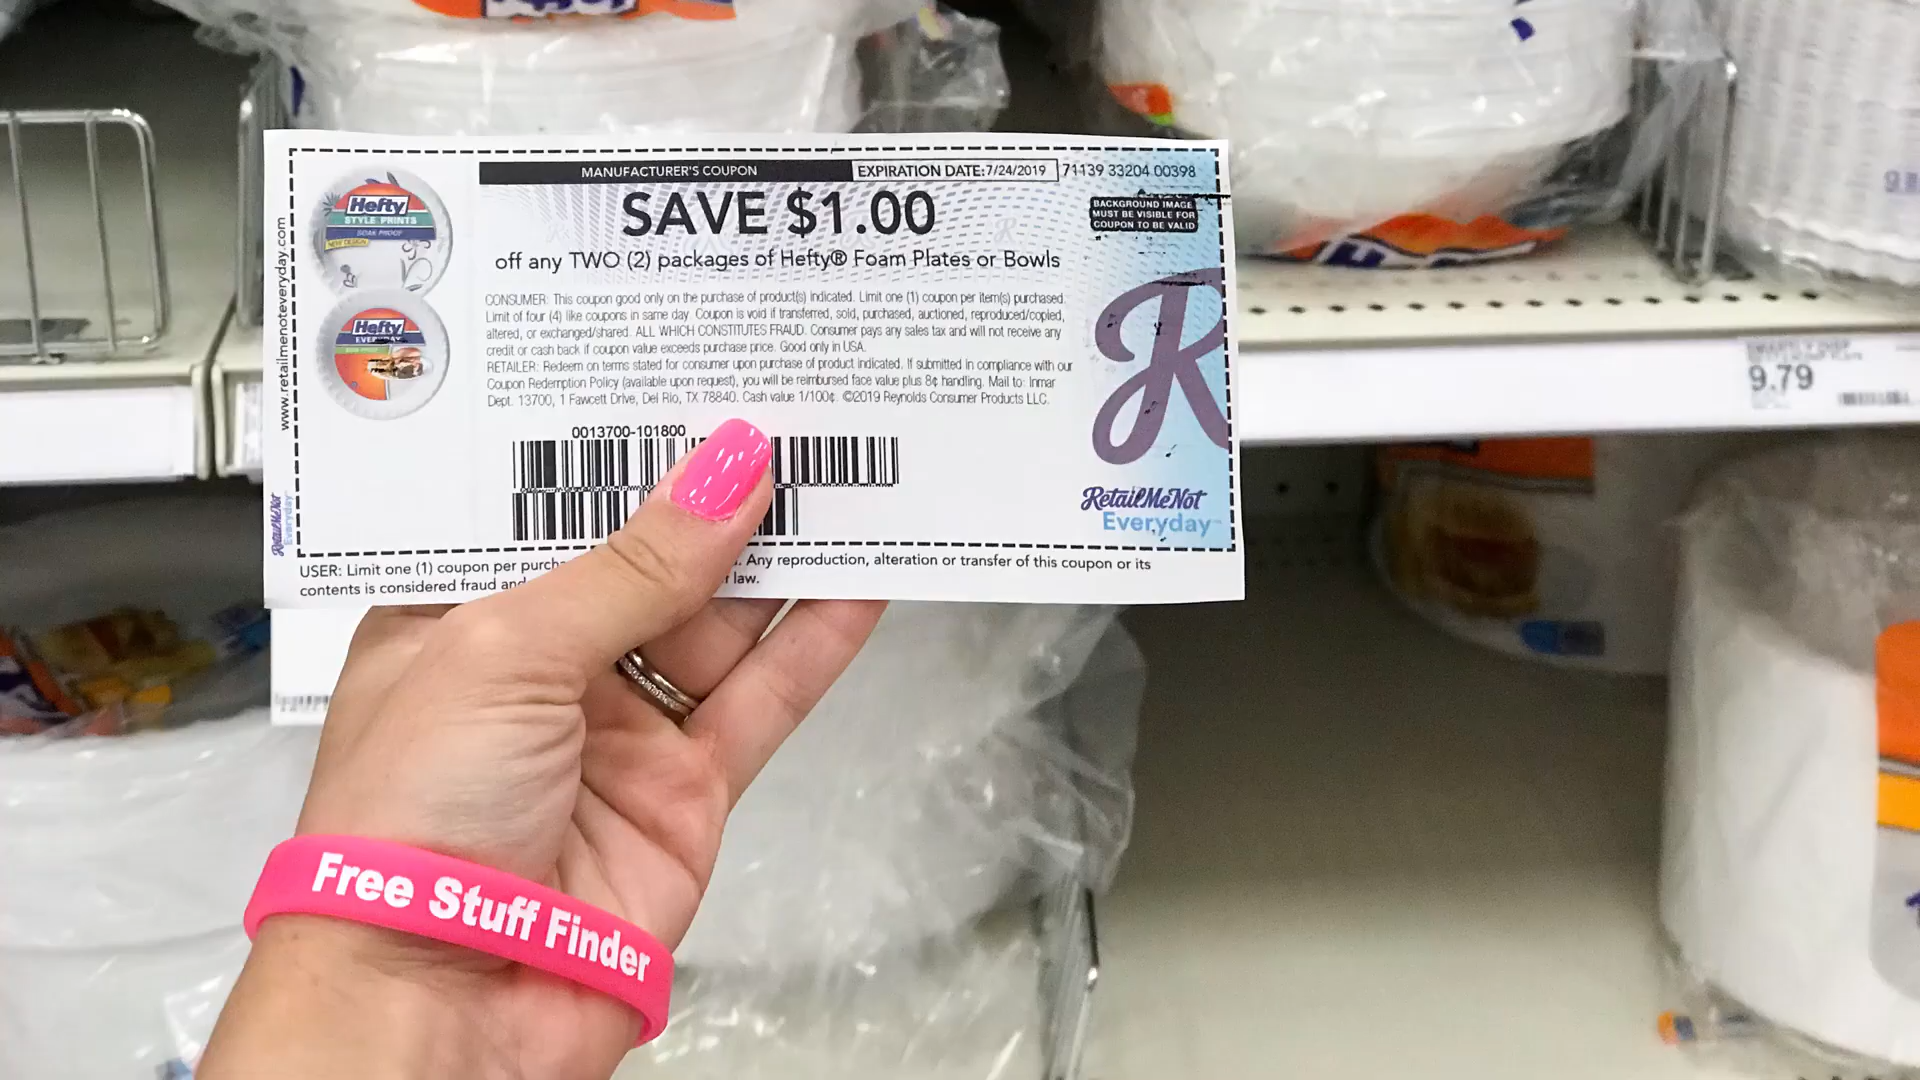 MANUFACTURER'S COUPON
EXPIRATION DATE:7/24/2019
71139 33204 00398
SAVE $1.00
off any TWO (2) packages of Hefty® Foam Plates or Bowls
BACKGROUND IMAGE
MUST BE VISIBLE FOR
COUPON TO BE VALID
Hefty
STYLE PRINTS
SOAK PROOF
NEW DESIGN
Hefty
EVERYDAY
CONSUMER: This coupon good only on the purchase of product(s) indicated. Limit one (1) coupon per item(s) purchased.
Limit of four (4) like coupons in same day. Coupon is void if transferred, sold, purchased, auctioned, reproduced/copied,
altered, or exchanged/shared. ALL WHICH CONSTITUTES FRAUD. Consumer pays any sales tax and will not receive any
credit or cash back if coupon value exceeds purchase price. Good only in USA.
RETAILER: Redeem on terms stated for consumer upon purchase of product indicated. If submitted in compliance with our
Coupon Redemption Policy (available upon request), you will be reimbursed face value plus 8¢ handling. Mail to: Inmar
Dept. 13700, 1 Fawcett Drive, Del Rio, TX 78840. Cash value 1/100¢. ©2019 Reynolds Consumer Products LLC.
0013700-101800
R
RetailMeNot
Everyday™
www.retailmenoteveryday.com
RetailMeNot
Everyday™
USER: Limit one (1) coupon per purch
. Any reproduction, alteration or transfer of this coupon or its
contents is considered fraud and
law.
9.79
Free Stuff Finder